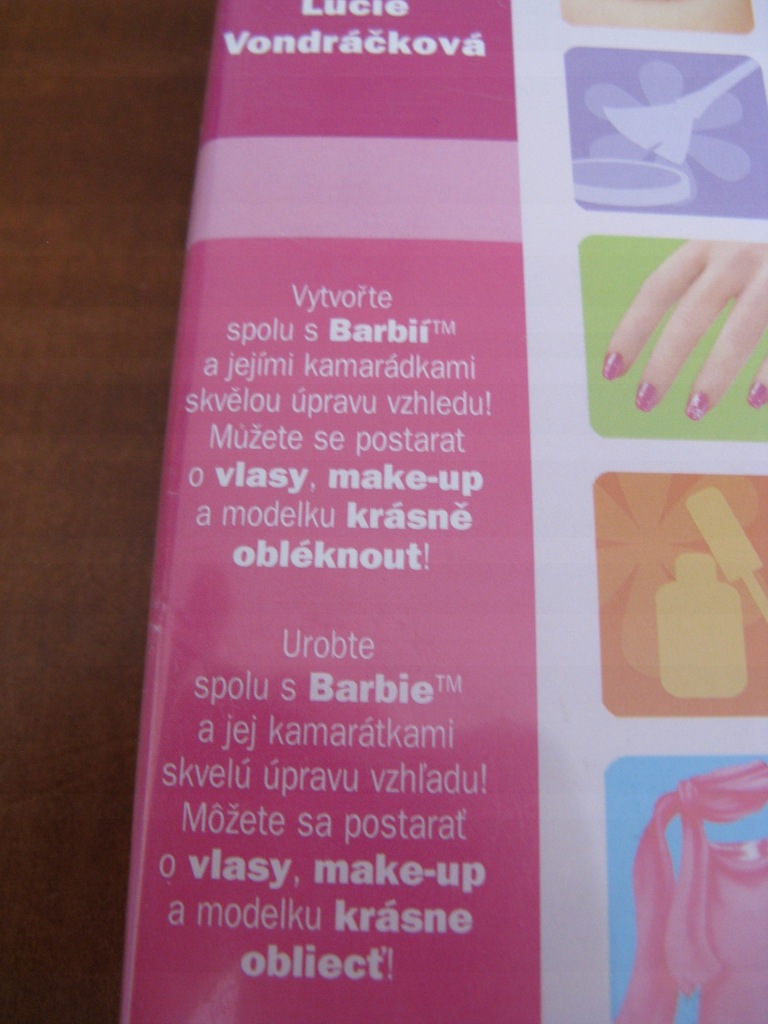 Lucie
Vondráčková
Vytvořte
spolu s Barbií™
a jejími kamarádkami
skvělou úpravu vzhledu!
Můžete se postarat
o vlasy, make-up
a modelku krásně
obléknout!
Urobte
spolu s Barbie™
a jej kamarátkami
skvelú úpravu vzhľadu!
Môžete sa postarať
o vlasy, make-up
a modelku krásne
obliecť!